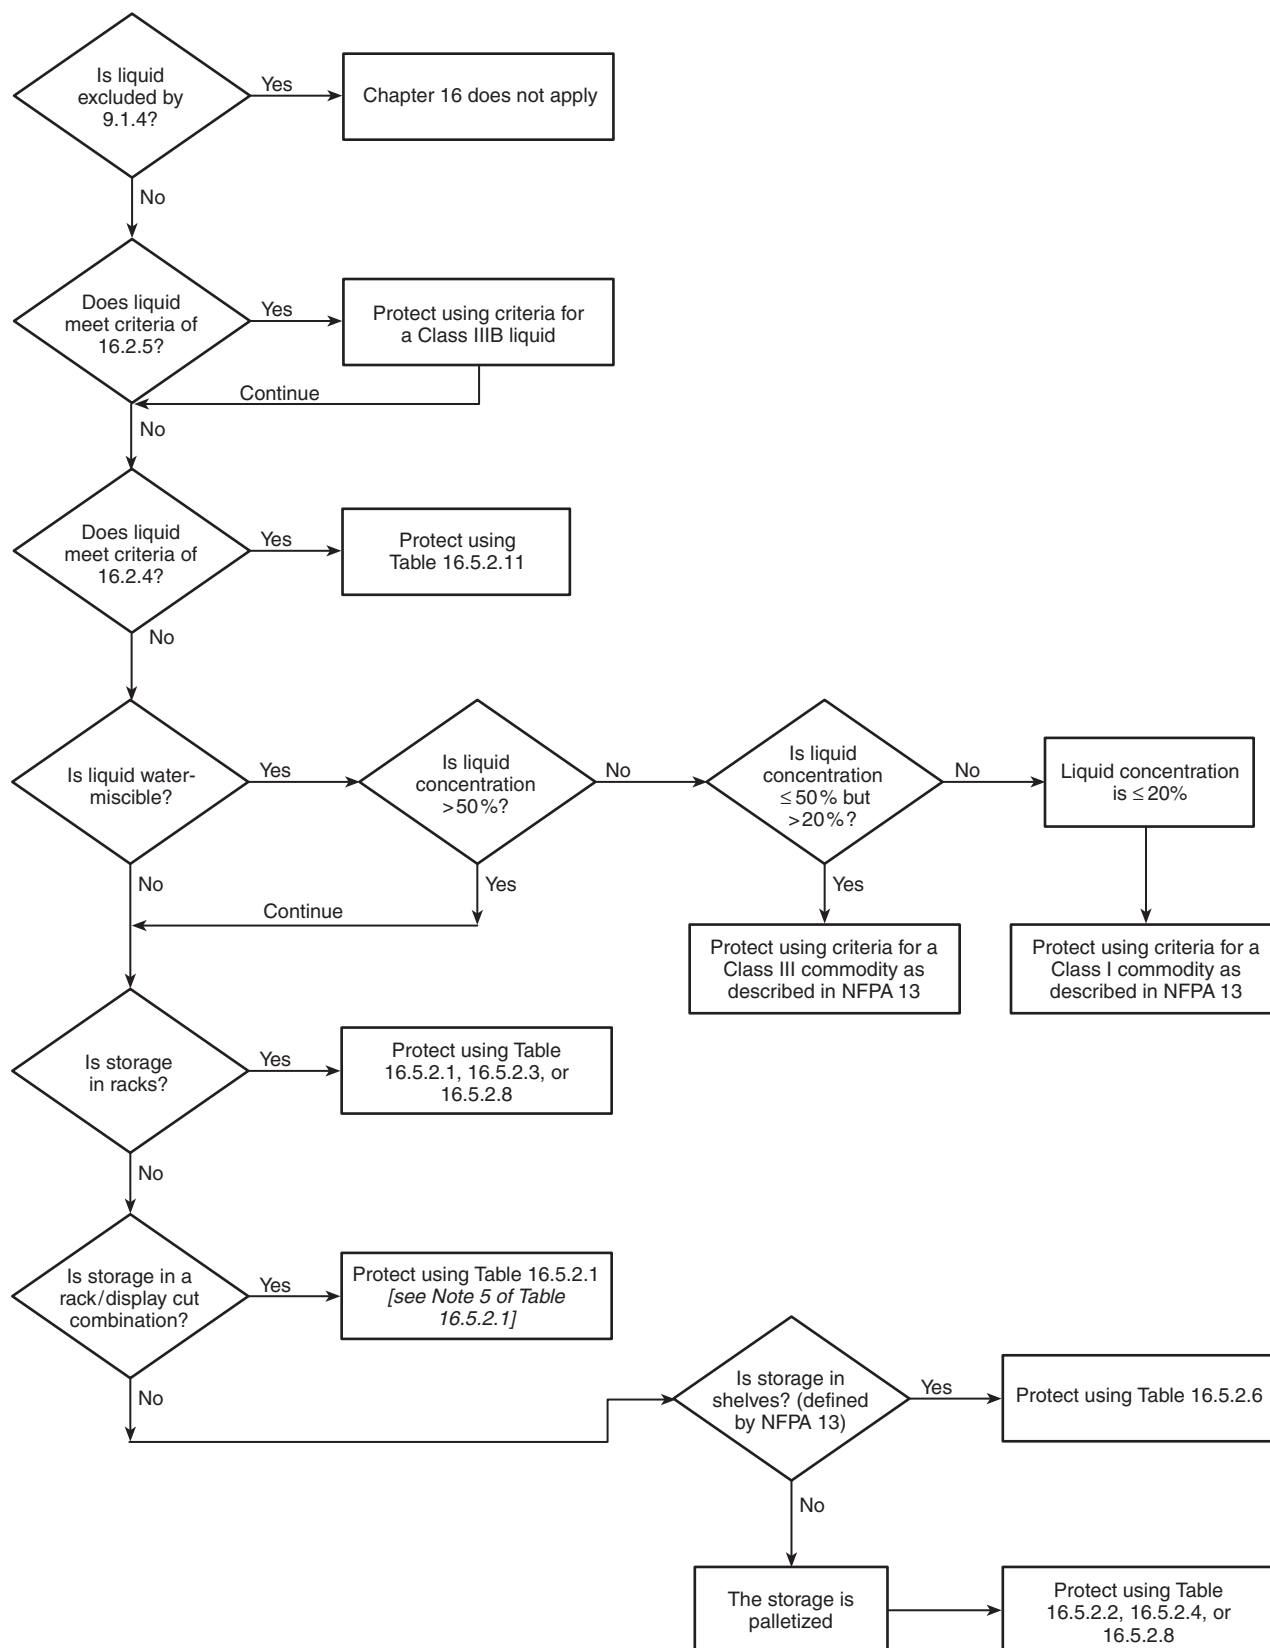 Is liquid
excluded by
9.1.4?
Yes
Chapter 16 does not apply
No
Does liquid
meet criteria of
16.2.5?
Yes
Protect using criteria for
a Class IIIB liquid
Continue
No
Does liquid
meet criteria of
16.2.4?
Yes
Protect using
Table 16.5.2.11
No
Is liquid water-
miscible?
Yes
Is liquid
concentration
>50%?
No
Is liquid
concentration
≤50% but
>20%?
No
Liquid concentration
is ≤20%
No
Yes
Continue
Yes
Protect using criteria for a
Class III commodity as
described in NFPA 13
Protect using criteria for a
Class I commodity as
described in NFPA 13
Is storage
in racks?
Yes
Protect using Table
16.5.2.1, 16.5.2.3, or
16.5.2.8
No
Is storage in a
rack/display cut
combination?
Yes
Protect using Table 16.5.2.1
[see Note 5 of Table
16.5.2.1]
No
Is storage in
shelves? (defined
by NFPA 13)
Yes
Protect using Table 16.5.2.6
No
The storage is
palletized
Protect using Table
16.5.2.2, 16.5.2.4, or
16.5.2.8